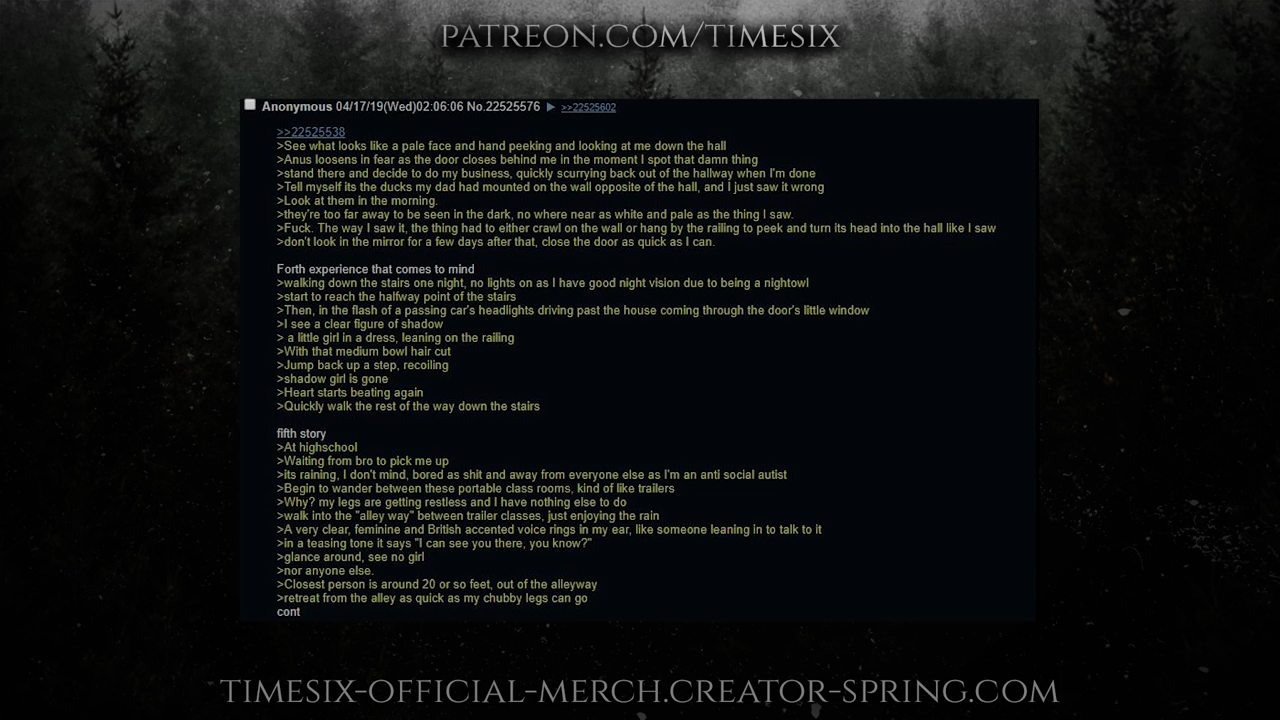 PATREON.COM/TIMESIX
Anonymous 04/17/19(Wed)02:06:06 No.22525576 ▶ >>22525602
>>22525538
>See what looks like a pale face and hand peeking and looking at me down the hall
>Anus loosens in fear as the door closes behind me in the moment I spot that damn thing
>stand there and decide to do my business, quickly scurrying back out of the hallway when I'm done
>Tell myself its the ducks my dad had mounted on the wall opposite of the hall, and I just saw it wrong
>Look at them in the morning.
>they're too far away to be seen in the dark, no where near as white and pale as the thing I saw.
>Fuck. The way I saw it, the thing had to either crawl on the wall or hang by the railing to peek and turn its head into the hall like I saw
>don't look in the mirror for a few days after that, close the door as quick as I can.
Forth experience that comes to mind
>walking down the stairs one night, no lights on as I have good night vision due to being a nightowl
>start to reach the halfway point of the stairs
>Then, in the flash of a passing car's headlights driving past the house coming through the door's little window
>I see a clear figure of shadow
> a little girl in a dress, leaning on the railing
>With that medium bowl hair cut
>Jump back up a step, recoiling
>shadow girl is gone
>Heart starts beating again
>Quickly walk the rest of the way down the stairs
fifth story
>At highschool
>Waiting from bro to pick me up
>its raining, I don't mind, bored as shit and away from everyone else as I'm an anti social autist
>Begin to wander between these portable class rooms, kind of like trailers
>Why? my legs are getting restless and I have nothing else to do
>walk into the "alley way" between trailer classes, just enjoying the rain
>A very clear, feminine and British accented voice rings in my ear, like someone leaning in to talk to it
>in a teasing tone it says "I can see you there, you know?"
>glance around, see no girl
>nor anyone else.
>Closest person is around 20 or so feet, out of the alleyway
>retreat from the alley as quick as my chubby legs can go
cont
TIMESIX-OFFICIAL-MERCH.CREATOR-SPRING.COM